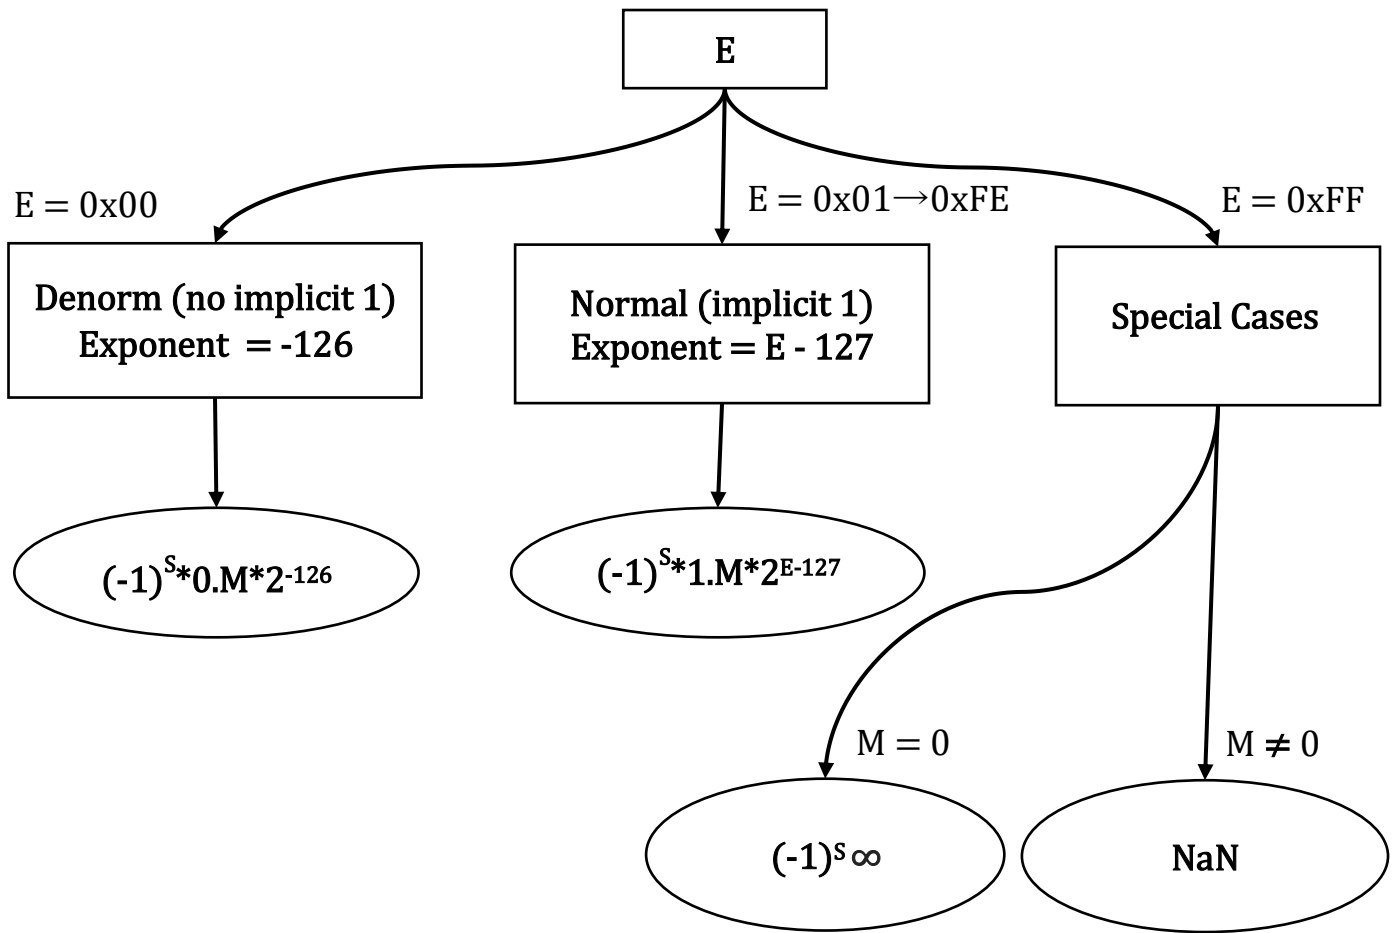 E
E = 0x00
E = 0x01→0xFE
E = 0xFF
Denorm (no implicit 1)
Exponent = -126
Normal (implicit 1)
Exponent = E - 127
Special Cases
(-1)ˢ*0.M*2⁻¹²⁶
(-1)ˢ*1.M*2ᴱ⁻¹²⁷
M = 0
M ≠ 0
(-1)ˢ∞
NaN